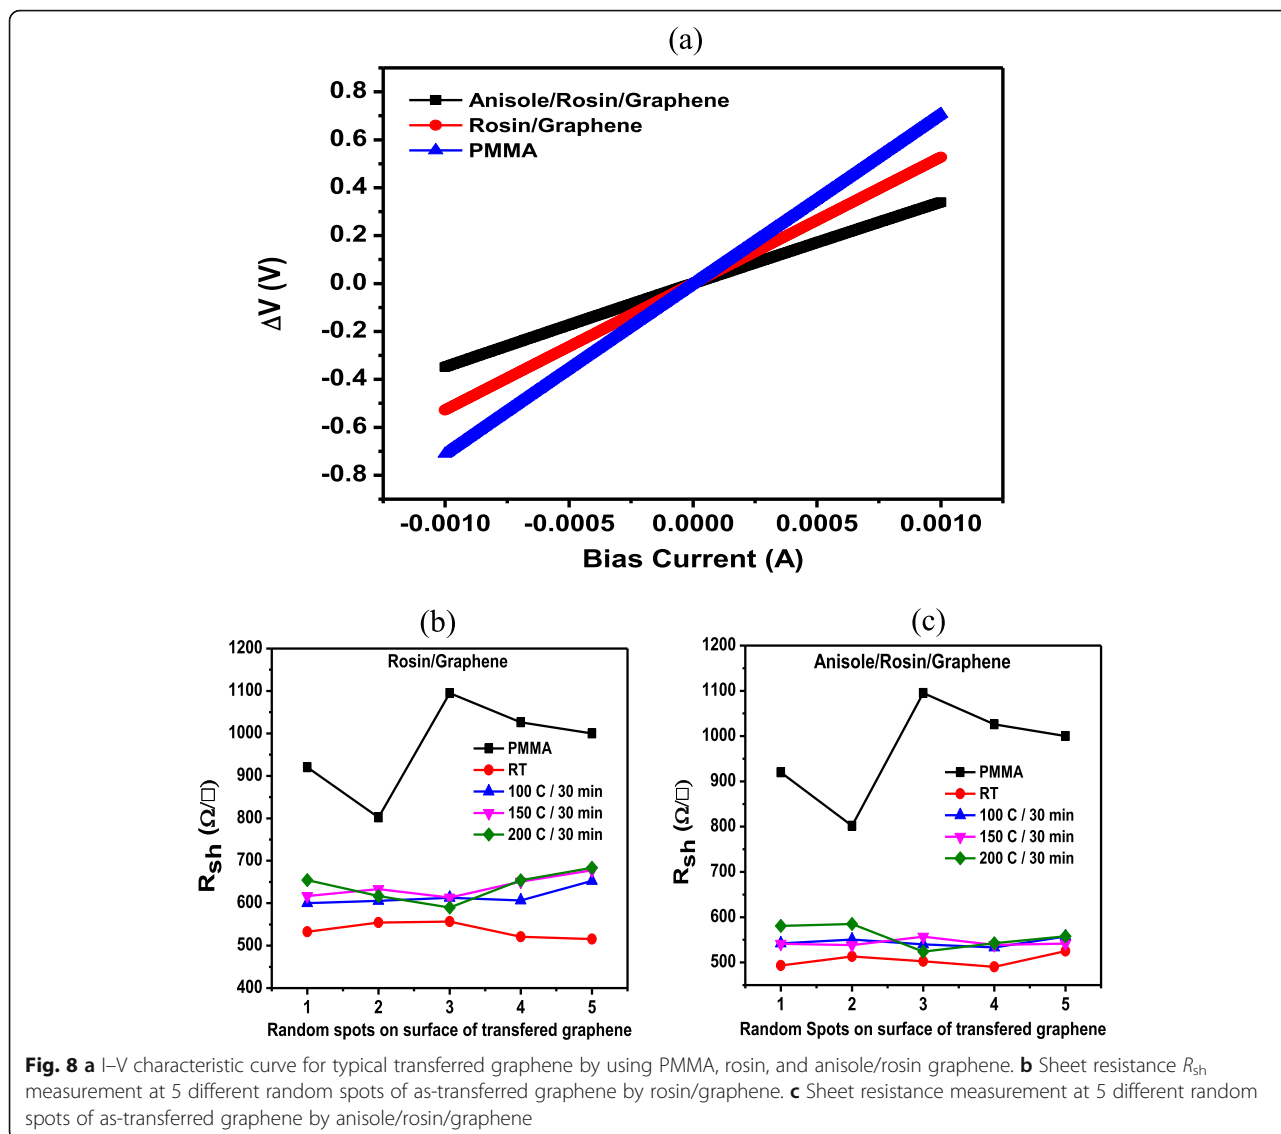 (a)
Anisole/Rosin/Graphene
Rosin/Graphene
PMMA
0.8
0.6
0.4
0.2
0.0
-0.2
-0.4
-0.6
-0.8
ΔV (V)
-0.0010 -0.0005 0.0000 0.0005 0.0010
Bias Current (A)
(b)
Rosin/Graphene
1200
1100
1000
900
800
700
600
500
400
Rsh (Ω/□)
PMMA
RT
100 C / 30 min
150 C / 30 min
200 C / 30 min
1 2 3 4 5
Random spots on surface of transfered graphene
(c)
Anisole/Rosin/Graphene
1200
1100
1000
900
800
700
600
500
Rsh (Ω/□)
PMMA
RT
100 C / 30 min
150 C / 30 min
200 C / 30 min
1 2 3 4 5
Random Spots on surface of transfered graphene
Fig. 8 a I–V characteristic curve for typical transferred graphene by using PMMA, rosin, and anisole/rosin graphene. b Sheet resistance Rsh
measurement at 5 different random spots of as-transferred graphene by rosin/graphene. c Sheet resistance measurement at 5 different random
spots of as-transferred graphene by anisole/rosin/graphene